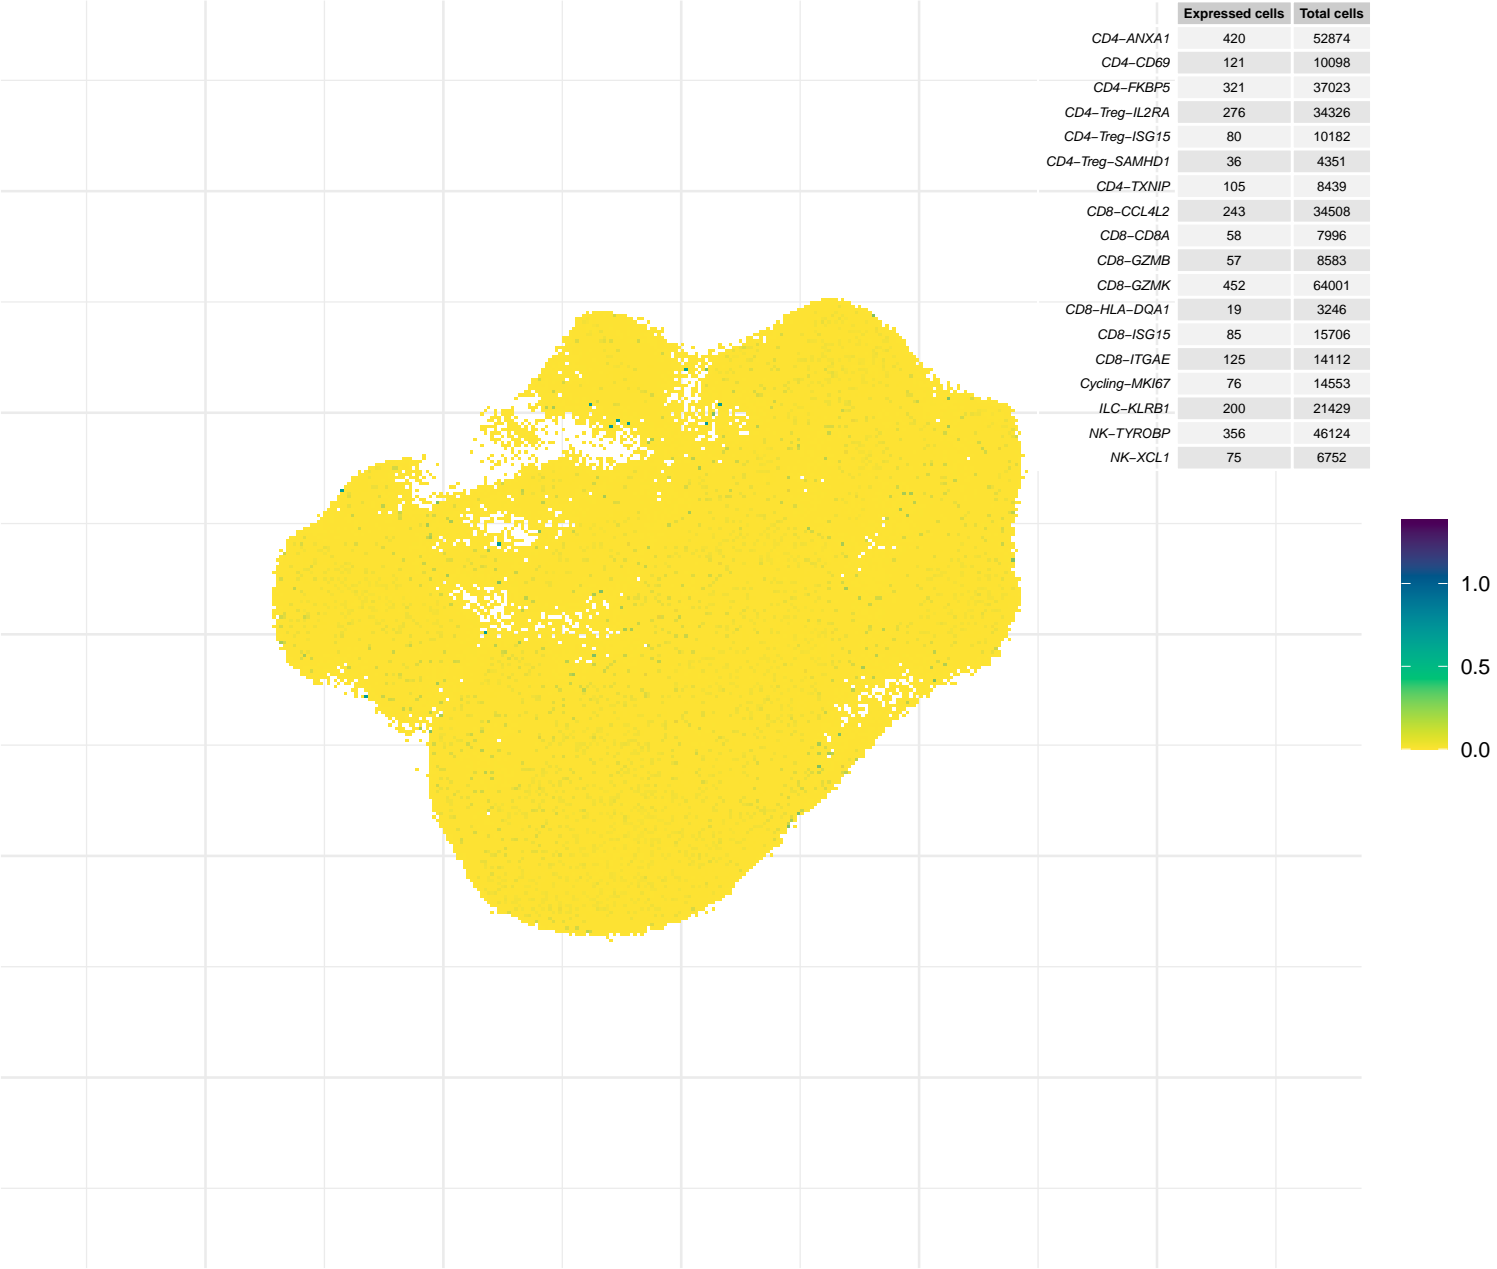 Expressed cells Total cells
CD4−ANXA1 420 52874
CD4−CD69 121 10098
CD4−FKBP5 321 37023
CD4−Treg−IL2RA 276 34326
CD4−Treg−ISG15 80 10182
CD4−Treg−SAMHD1 36 4351
CD4−TXNIP 105 8439
CD8−CCL4L2 243 34508
CD8−CD8A 58 7996
CD8−GZMB 57 8583
CD8−GZMK 452 64001
CD8−HLA−DQA1 19 3246
CD8−ISG15 85 15706
CD8−ITGAE 125 14112
Cycling−MKI67 76 14553
ILC−KLRB1 200 21429
NK−TYROBP 356 46124
NK−XCL1 75 6752
1.0
0.5
0.0